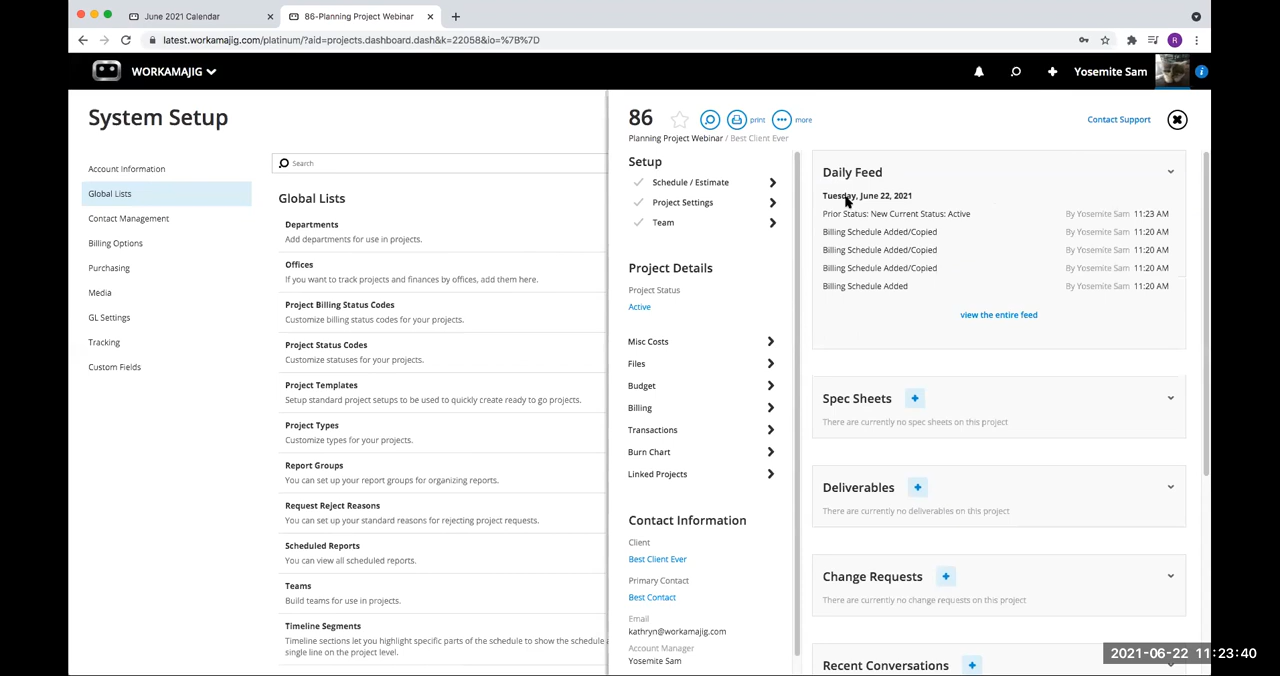 June 2021 Calendar
86-Planning Project Webinar
latest.workamajig.com/platinum/?aid=projects.dashboard.dash&k=22058&io=%7B%7D
R
WORKAMAJIG
Yosemite Sam
System Setup
Account Information
Global Lists
Contact Management
Billing Options
Purchasing
Media
GL Settings
Tracking
Custom Fields
Search
Global Lists
Departments
Add departments for use in projects.
Offices
If you want to track projects and finances by offices, add them here.
Project Billing Status Codes
Customize billing status codes for your projects.
Project Status Codes
Customize statuses for your projects.
Project Templates
Setup standard project setups to be used to quickly create ready to go projects.
Project Types
Customize types for your projects.
Report Groups
You can set up your report groups for organizing reports.
Request Reject Reasons
You can set up your standard reasons for rejecting project requests.
Scheduled Reports
You can view all scheduled reports.
Teams
Build teams for use in projects.
Timeline Segments
Timeline sections let you highlight specific parts of the schedule to show the schedule a
single line on the project level.
86
print
more
Contact Support
Planning Project Webinar / Best Client Ever
Setup
Schedule / Estimate
Project Settings
Team
Project Details
Project Status
Active
Misc Costs
Files
Budget
Billing
Transactions
Burn Chart
Linked Projects
Contact Information
Client
Best Client Ever
Primary Contact
Best Contact
Email
kathryn@workamajig.com
Account Manager
Yosemite Sam
Daily Feed
Tuesday, June 22, 2021
Prior Status: New Current Status: Active By Yosemite Sam 11:23 AM
Billing Schedule Added/Copied By Yosemite Sam 11:20 AM
Billing Schedule Added/Copied By Yosemite Sam 11:20 AM
Billing Schedule Added/Copied By Yosemite Sam 11:20 AM
Billing Schedule Added By Yosemite Sam 11:20 AM
view the entire feed
Spec Sheets
There are currently no spec sheets on this project
Deliverables
There are currently no deliverables on this project
Change Requests
There are currently no change requests on this project
Recent Conversations
2021-06-22 11:23:40